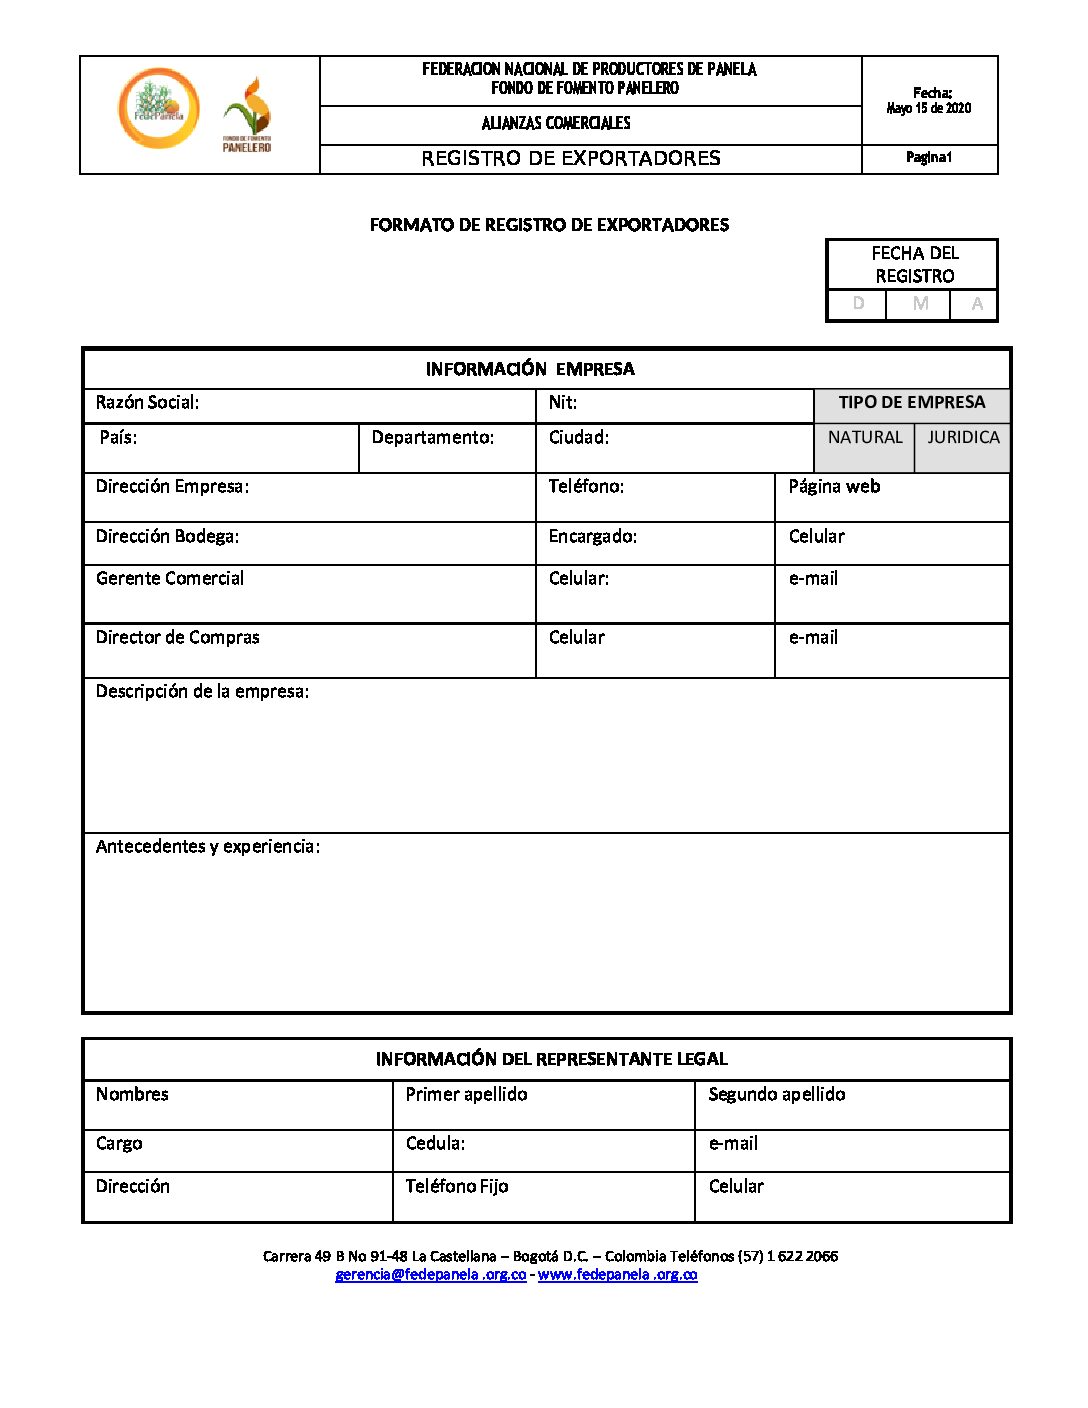 FedePanela
FONDO DE FOMENTO
PANELERO
FEDERACION NACIONAL DE PRODUCTORES DE PANELA
FONDO DE FOMENTO PANELERO
ALIANZAS COMERCIALES
REGISTRO DE EXPORTADORES
Fecha:
Mayo 15 de 2020
Pagina1
FORMATO DE REGISTRO DE EXPORTADORES
FECHA DEL
REGISTRO
D M A
INFORMACIÓN EMPRESA
Razón Social: Nit: TIPO DE EMPRESA
País: Departamento: Ciudad: NATURAL JURIDICA
Dirección Empresa: Teléfono: Página web
Dirección Bodega: Encargado: Celular
Gerente Comercial Celular: e-mail
Director de Compras Celular e-mail
Descripción de la empresa:
Antecedentes y experiencia:
INFORMACIÓN DEL REPRESENTANTE LEGAL
Nombres Primer apellido Segundo apellido
Cargo Cedula: e-mail
Dirección Teléfono Fijo Celular
Carrera 49 B No 91-48 La Castellana – Bogotá D.C. – Colombia Teléfonos (57) 1 622 2066
gerencia@fedepanela .org.co - www.fedepanela .org.co